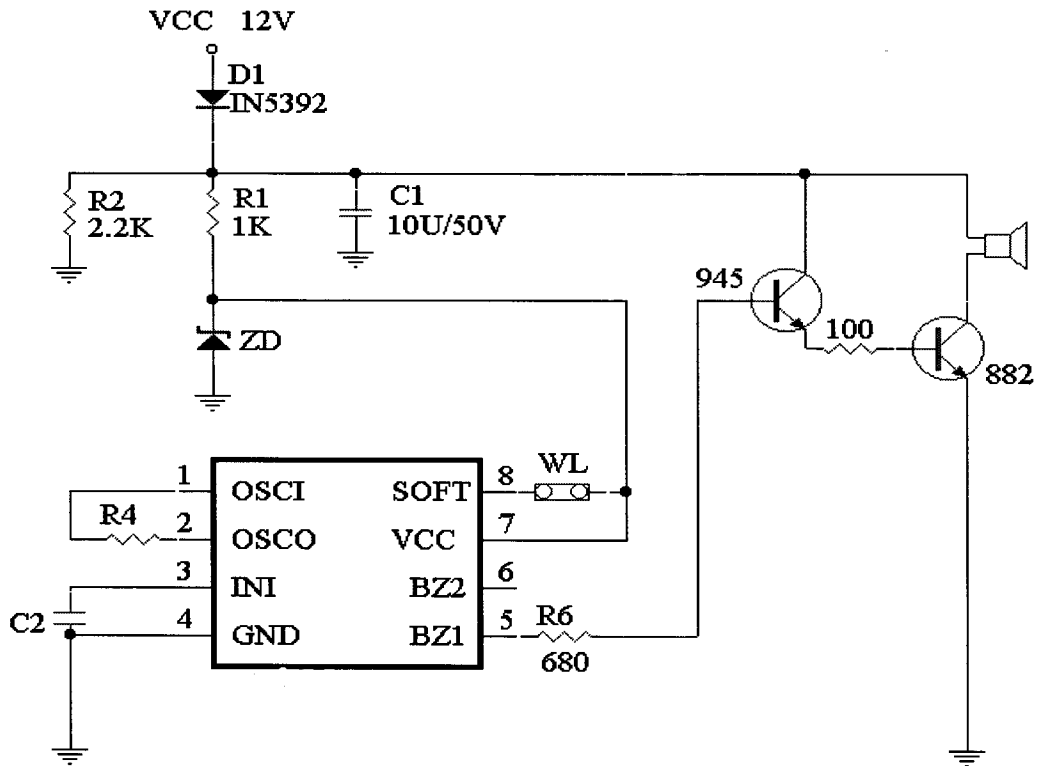 VCC 12V
D1
IN5392
R2
2.2K
R1
1K
C1
10U/50V
945
100
882
ZD
1
OSCI
SOFT
8
WL
R4
2
OSCO
VCC
7
3
INI
BZ2
6
C2
4
GND
BZ1
5
R6
680